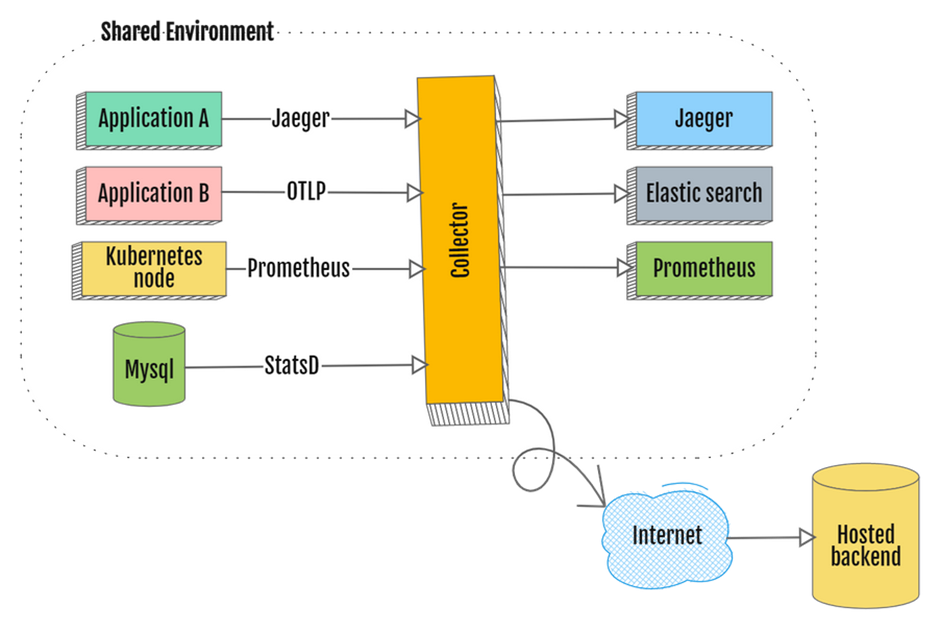 Shared Environment
Application A
Jaeger
Jaeger
Application B
OTLP
Elastic search
Kubernetes
node
Prometheus
Prometheus
Collector
Mysql
StatsD
Internet
Hosted
backend